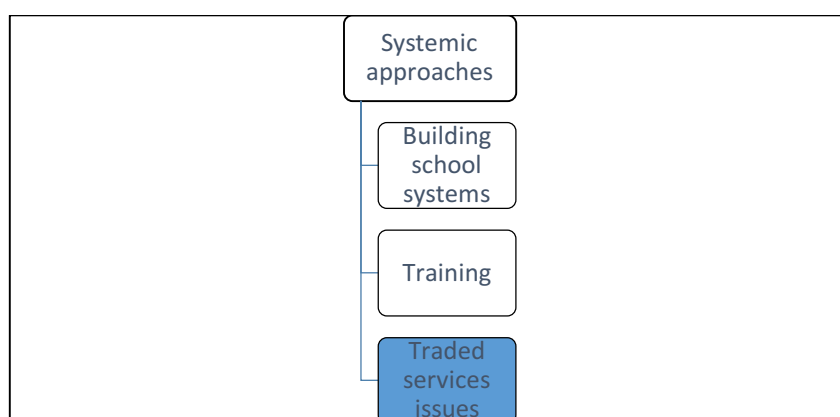 Systemic
approaches
Building
school
systems
Training
Traded
services
issues